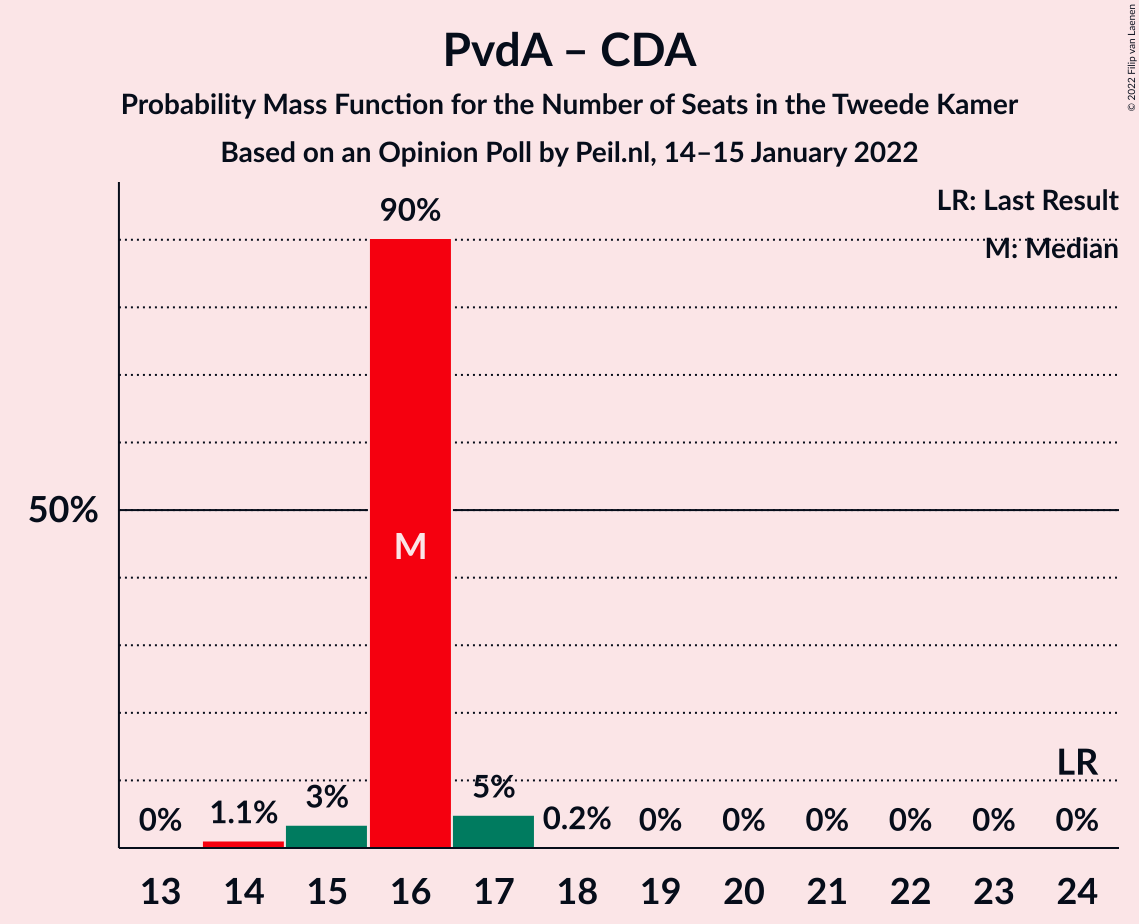 PvdA – CDA
Probability Mass Function for the Number of Seats in the Tweede Kamer
Based on an Opinion Poll by Peil.nl, 14–15 January 2022
© 2022 Filip van Laenen
LR: Last Result
M: Median
90%
50%
M
LR
0% 1.1% 3% 5% 0.2% 0% 0% 0% 0% 0% 0%
13 14 15 16 17 18 19 20 21 22 23 24